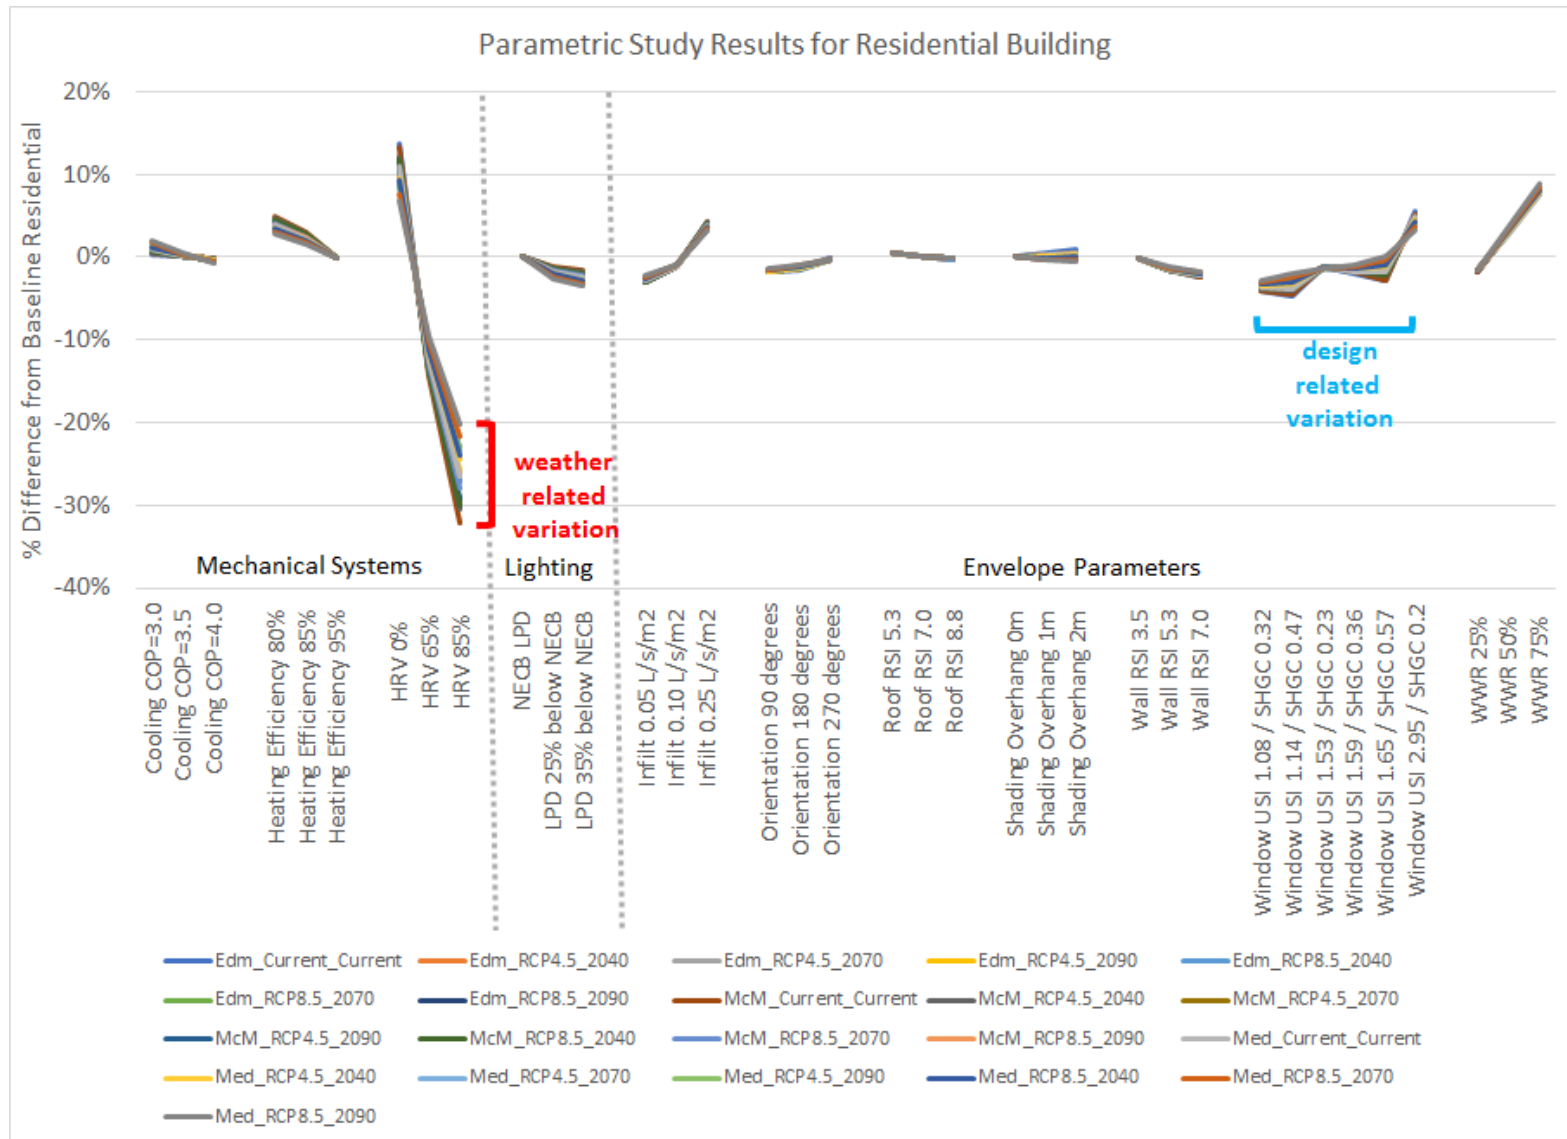 Parametric Study Results for Residential Building
% Difference from Baseline Residential
20%
10%
0%
-10%
-20%
-30%
-40%
weather
related
variation
design
related
variation
Mechanical Systems
Lighting
Envelope Parameters
Cooling COP=3.0
Cooling COP=3.5
Cooling COP=4.0
Heating Efficiency 80%
Heating Efficiency 85%
Heating Efficiency 95%
HRV 0%
HRV 65%
HRV 85%
NECB LPD
LPD 25% below NECB
LPD 35% below NECB
Infilt 0.05 L/s/m2
Infilt 0.10 L/s/m2
Infilt 0.25 L/s/m2
Orientation 90 degrees
Orientation 180 degrees
Orientation 270 degrees
Roof RSI 5.3
Roof RSI 7.0
Roof RSI 8.8
Shading Overhang 0m
Shading Overhang 1m
Shading Overhang 2m
Wall RSI 3.5
Wall RSI 5.3
Wall RSI 7.0
Window USI 1.08 / SHGC 0.32
Window USI 1.14 / SHGC 0.47
Window USI 1.53 / SHGC 0.23
Window USI 1.59 / SHGC 0.36
Window USI 1.65 / SHGC 0.57
Window USI 2.95 / SHGC 0.2
WWR 25%
WWR 50%
WWR 75%
Edm_Current_Current
Edm_RCP4.5_2040
Edm_RCP4.5_2070
Edm_RCP4.5_2090
Edm_RCP8.5_2040
Edm_RCP8.5_2070
Edm_RCP8.5_2090
McM_Current_Current
McM_RCP4.5_2040
McM_RCP4.5_2070
McM_RCP4.5_2090
McM_RCP8.5_2040
McM_RCP8.5_2070
McM_RCP8.5_2090
Med_Current_Current
Med_RCP4.5_2040
Med_RCP4.5_2070
Med_RCP4.5_2090
Med_RCP8.5_2040
Med_RCP8.5_2070
Med_RCP8.5_2090